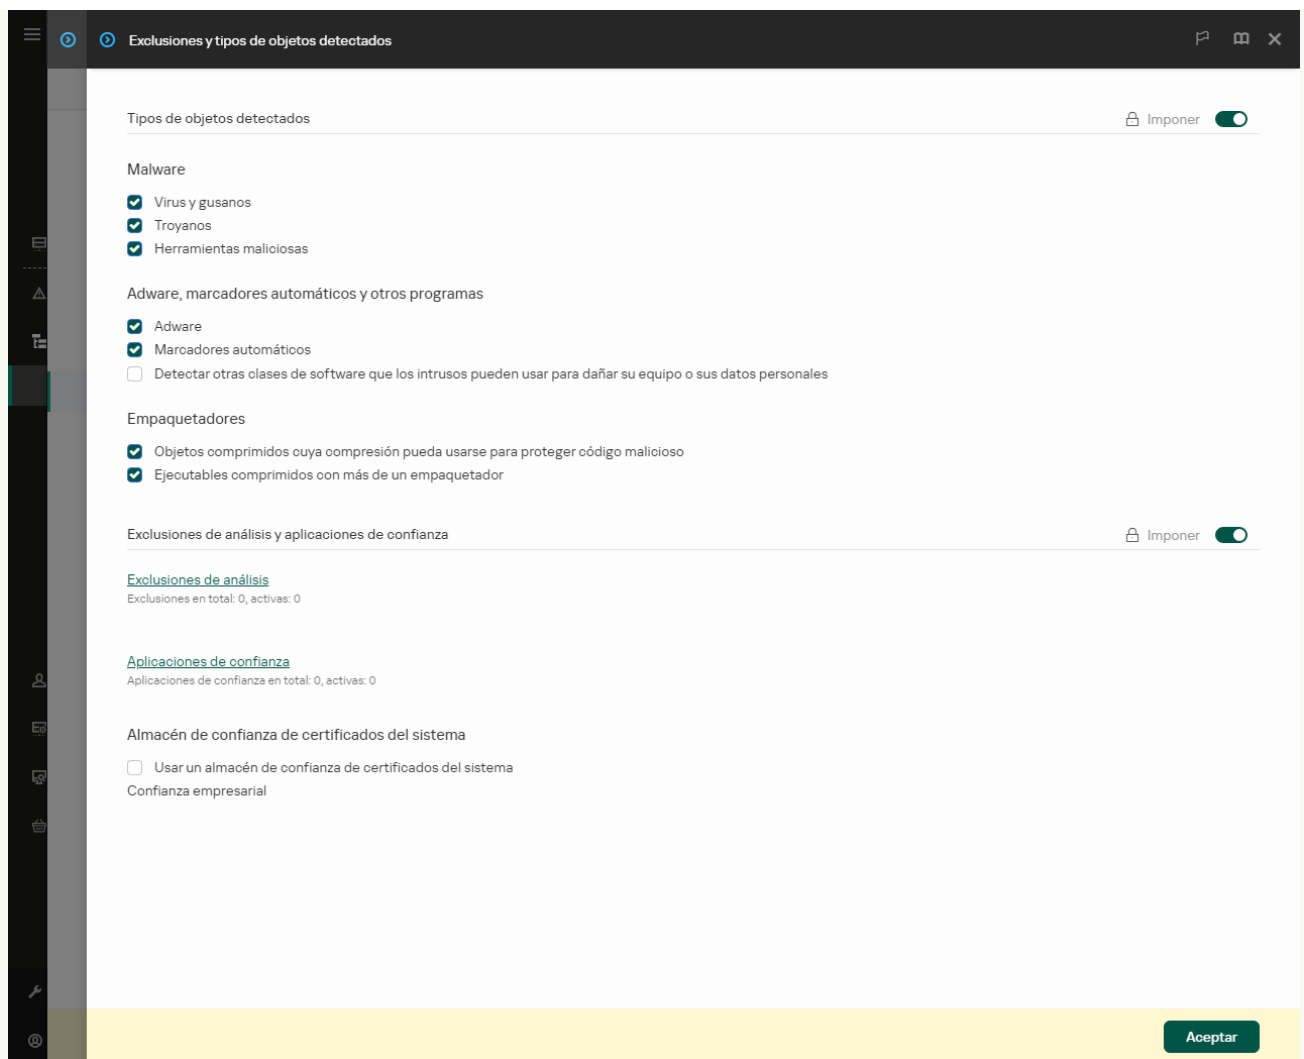 Exclusiones y tipos de objetos detectados
Tipos de objetos detectados
Imponer
Malware
Virus y gusanos
Troyanos
Herramientas maliciosas
Adware, marcadores automáticos y otros programas
Adware
Marcadores automáticos
Detectar otras clases de software que los intrusos pueden usar para dañar su equipo o sus datos personales
Empaquetadores
Objetos comprimidos cuya compresión pueda usarse para proteger código malicioso
Ejecutables comprimidos con más de un empaquetador
Exclusiones de análisis y aplicaciones de confianza
Imponer
Exclusiones de análisis
Exclusiones en total: 0, activas: 0
Aplicaciones de confianza
Aplicaciones de confianza en total: 0, activas: 0
Almacén de confianza de certificados del sistema
Usar un almacén de confianza de certificados del sistema
Confianza empresarial
Aceptar